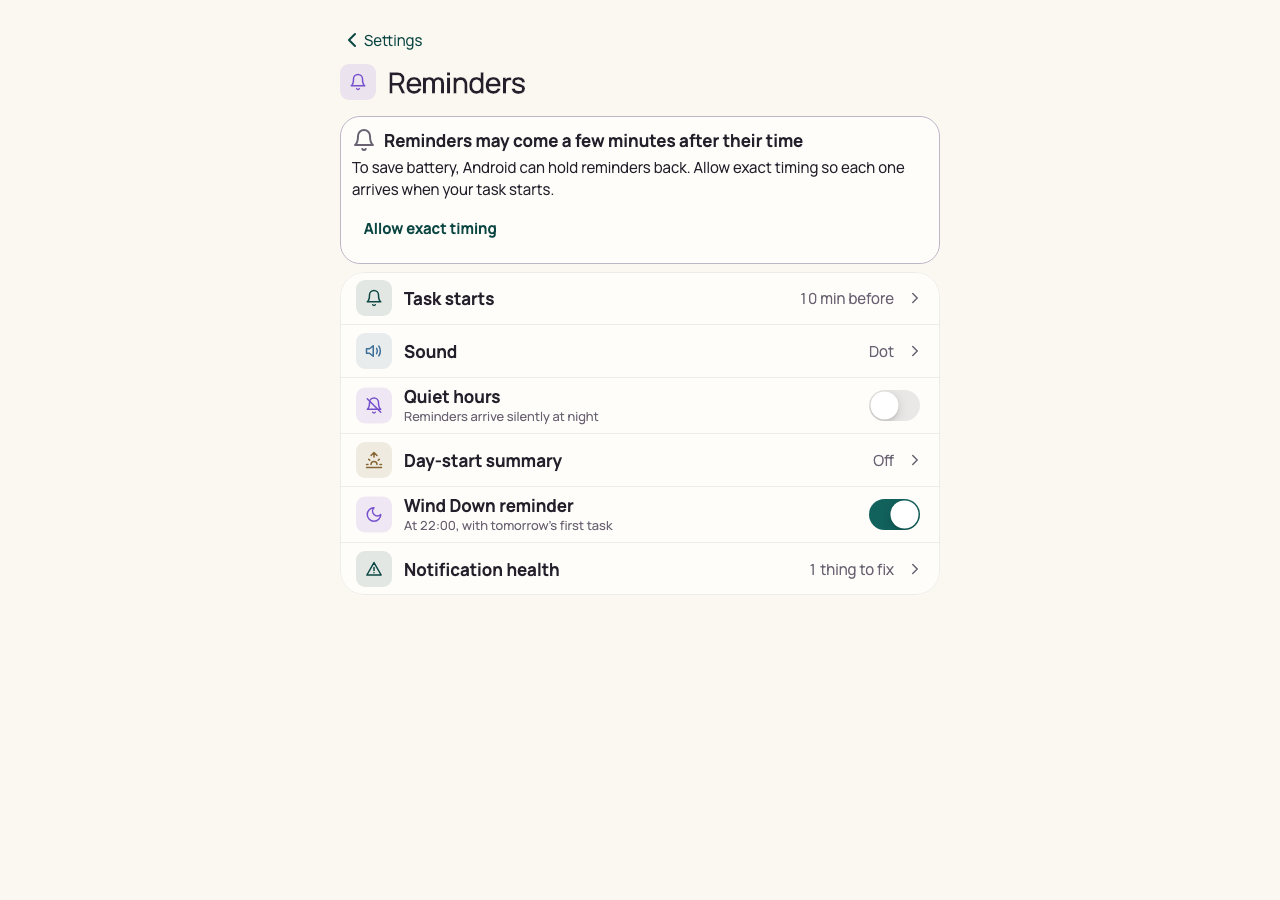 Settings
Reminders
Reminders may come a few minutes after their time
To save battery, Android can hold reminders back. Allow exact timing so each one
arrives when your task starts.
Allow exact timing
Task starts 10 min before
Sound Dot
Quiet hours
Reminders arrive silently at night
Day-start summary Off
Wind Down reminder
At 22:00, with tomorrow's first task
Notification health 1 thing to fix